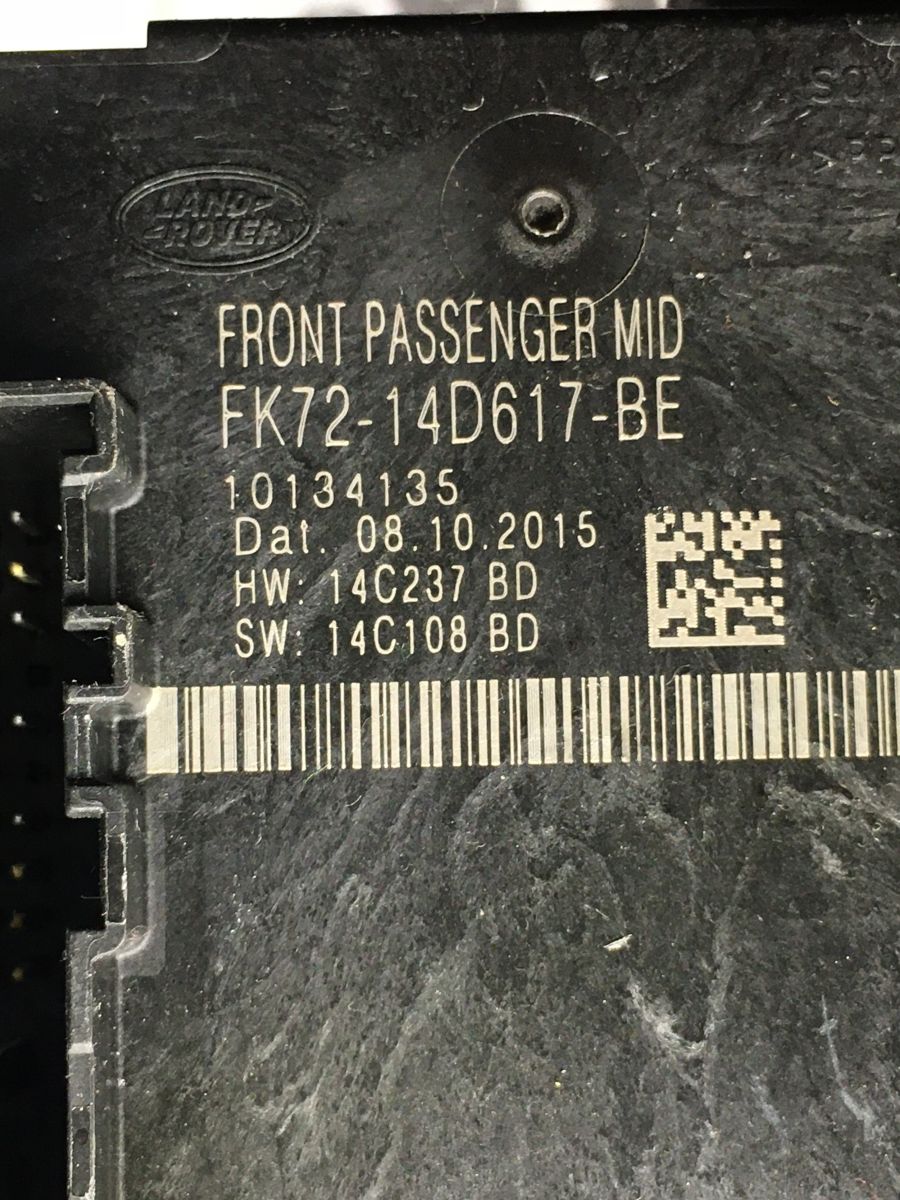 LAND-
ROVER
FRONT PASSENGER MID
FK72-14D617-BE
10134135
Dat. 08.10.2015
HW: 14C237 BD
SW: 14C108 BD